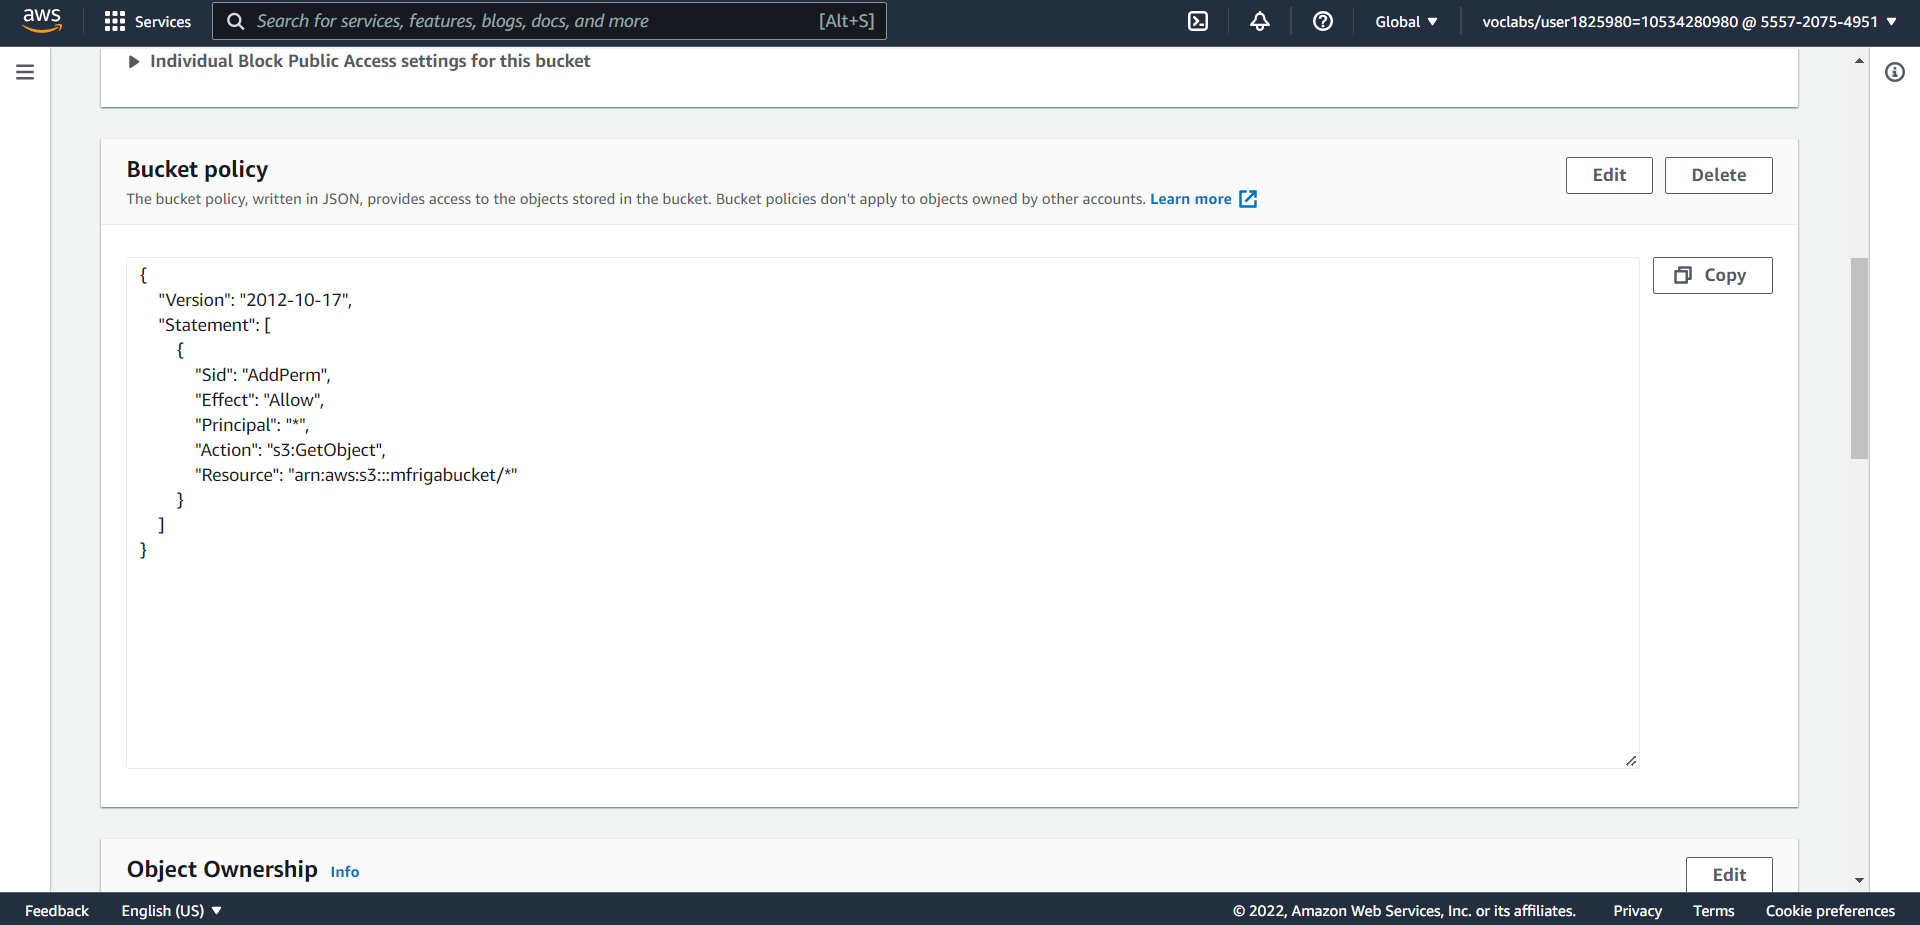 aws
Services
Search for services, features, blogs, docs, and more
[Alt+S]
Global
voclabs/user1825980=10534280980 @ 5557-2075-4951
Individual Block Public Access settings for this bucket
Bucket policy
Edit
Delete
The bucket policy, written in JSON, provides access to the objects stored in the bucket. Bucket policies don't apply to objects owned by other accounts. Learn more
Copy
{
"Version": "2012-10-17",
"Statement": [
{
"Sid": "AddPerm",
"Effect": "Allow",
"Principal": "*",
"Action": "s3:GetObject",
"Resource": "arn:aws:s3:::mfrigabucket/*"
}
]
}
Object Ownership Info
Edit
Feedback
English (US)
© 2022, Amazon Web Services, Inc. or its affiliates.
Privacy
Terms
Cookie preferences